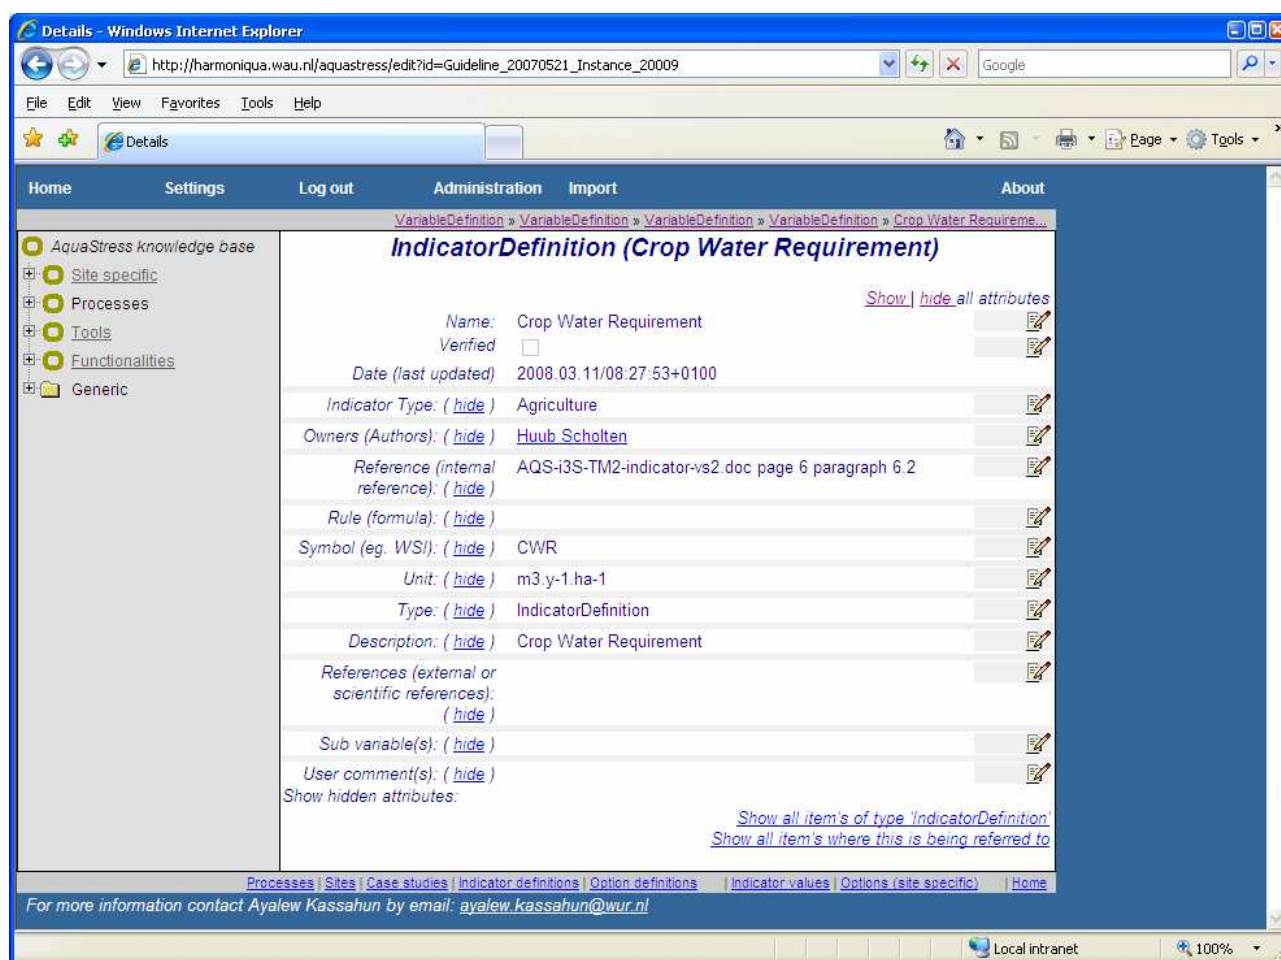 Details - Windows Internet Explorer
http://harmoniqua.wau.nl/aquastress/edit?id=Guideline_20070521_Instance_20009
Google
File Edit View Favorites Tools Help
Details
Page Tools
Home Settings Log out Administration Import About
VariableDefinition » VariableDefinition » VariableDefinition » VariableDefinition » Crop Water Requireme...
AquaStress knowledge base
Site specific
Processes
Tools
Functionalities
Generic
IndicatorDefinition (Crop Water Requirement)
Show | hide all attributes
Name: Crop Water Requirement
Verified
Date (last updated) 2008.03.11/08:27:53+0100
Indicator Type: ( hide ) Agriculture
Owners (Authors): ( hide ) Huub Scholten
Reference (internal AQS-i3S-TM2-indicator-vs2.doc page 6 paragraph 6.2
reference): ( hide )
Rule (formula): ( hide )
Symbol (eg. WSI): ( hide ) CWR
Unit: ( hide ) m3.y-1.ha-1
Type: ( hide ) IndicatorDefinition
Description: ( hide ) Crop Water Requirement
References (external or
scientific references):
( hide )
Sub variable(s): ( hide )
User comment(s): ( hide )
Show hidden attributes:
Show all item's of type 'IndicatorDefinition'
Show all item's where this is being referred to
Processes | Sites | Case studies | Indicator definitions | Option definitions | Indicator values | Options (site specific) | Home
For more information contact Ayalew Kassahun by email: ayalew.kassahun@wur.nl
Local intranet 100%